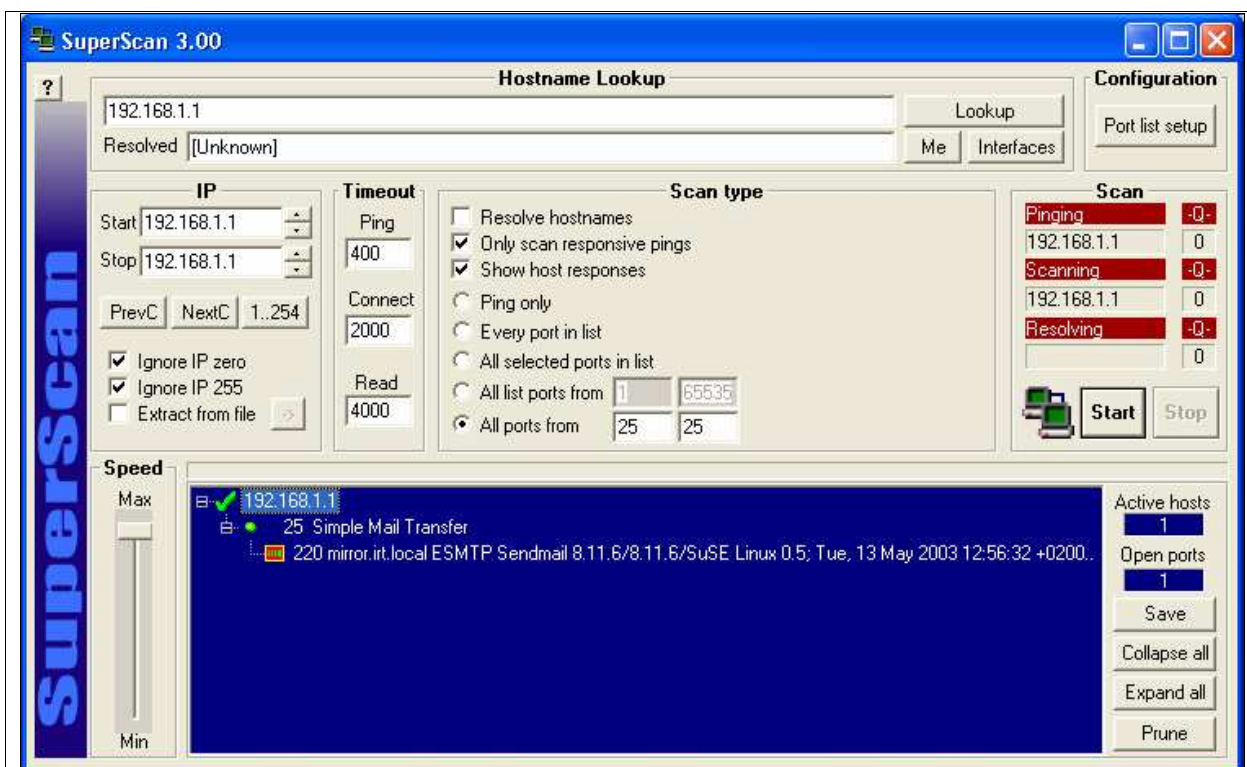 SuperScan 3.00
?
Hostname Lookup
Configuration
192.168.1.1
Lookup
Port list setup
Resolved [Unknown]
Me Interfaces
IP
Timeout
Scan type
Scan
Start 192.168.1.1
Stop 192.168.1.1
PrevC NextC 1..254
Ignore IP zero
Ignore IP 255
Extract from file ->
Ping
400
Connect
2000
Read
4000
Resolve hostnames
Only scan responsive pings
Show host responses
Ping only
Every port in list
All selected ports in list
All list ports from 1 65535
All ports from 25 25
Pinging -Q-
192.168.1.1 0
Scanning -Q-
192.168.1.1 0
Resolving -Q-
0
Start Stop
SuperScan
Speed
Max
Min
192.168.1.1
25 Simple Mail Transfer
220 mirror.irt.local ESMTP Sendmail 8.11.6/8.11.6/SuSE Linux 0.5; Tue, 13 May 2003 12:56:32 +0200..
Active hosts
1
Open ports
1
Save
Collapse all
Expand all
Prune